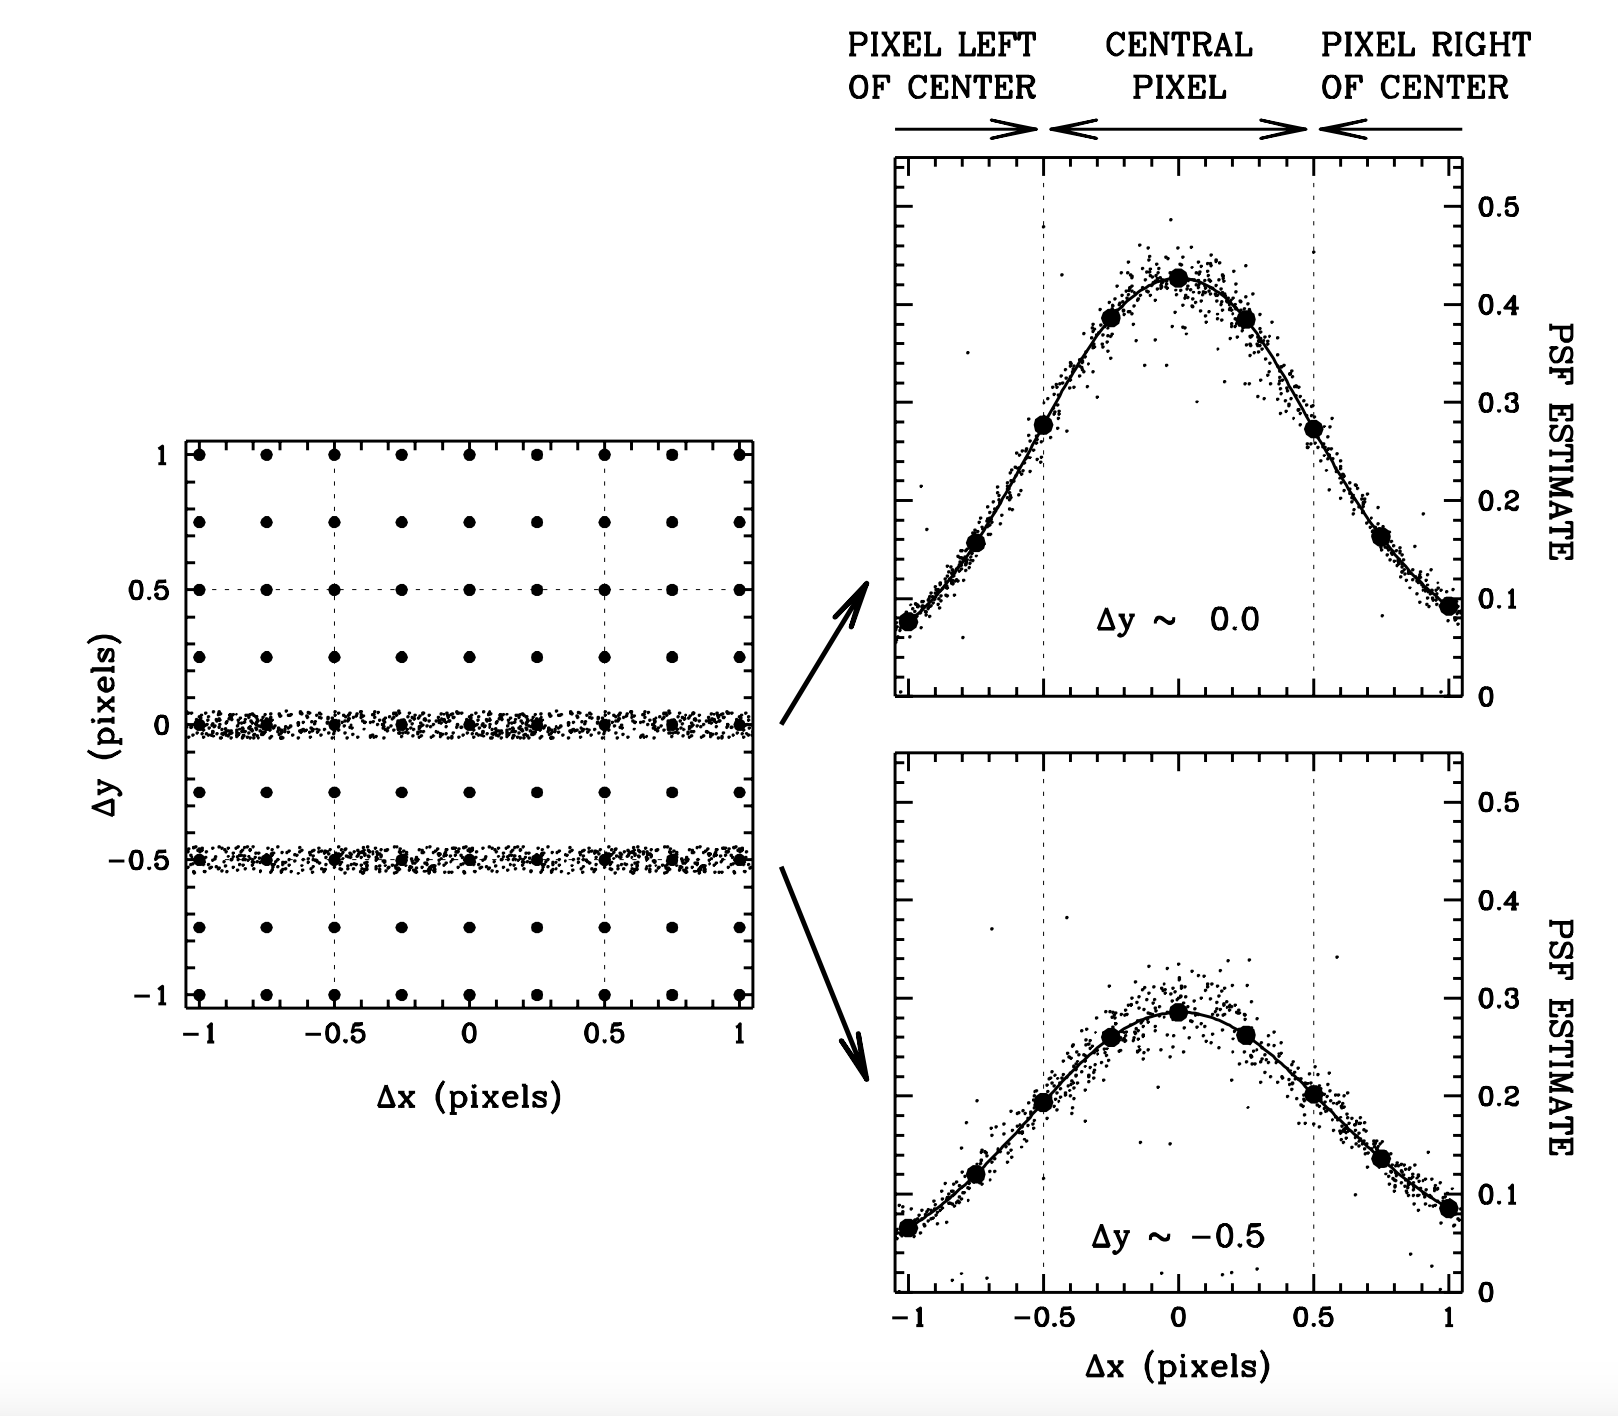 PIXEL LEFT OF CENTER
CENTRAL PIXEL
PIXEL RIGHT OF CENTER
1
0.5
0
−0.5
−1
Δy (pixels)
−1 −0.5 0 0.5 1
Δx (pixels)
0.5
0.4
0.3
0.2
0.1
0
PSF ESTIMATE
Δy ~ 0.0
0.5
0.4
0.3
0.2
0.1
0
PSF ESTIMATE
Δy ~ −0.5
−1 −0.5 0 0.5 1
Δx (pixels)